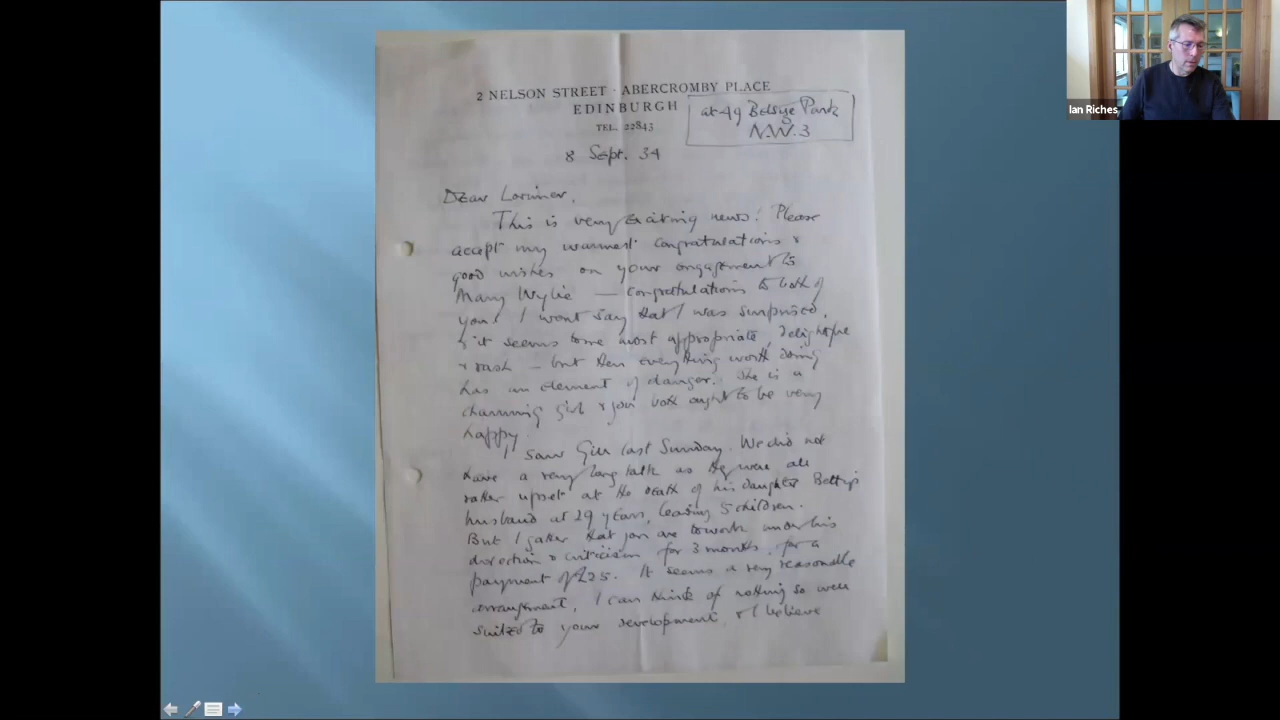 2 NELSON STREET · ABERCROMBY PLACE
EDINBURGH
TEL. 22843
at 49 Belsize Park
N.W.3
8 Sept. 34
Dear Lorimer,
This is very exciting news! Please
accept my warmest congratulations &
good wishes on your engagement to
Mary Wylie — congratulations to both of
you! I wont say that I was surprised,
& it seems to me most appropriate, delightful
& rash — but then everything worth doing
has an element of danger. She is a
charming girl & you both ought to be very
happy.
I saw Gill last Sunday. We did not
have a very long talk as they were all
rather upset at the death of his daughter Betty's
husband at 29 years, leaving 5 children.
But I gather that you are to work under his
direction & criticism for 3 months, for a
payment of £25. It seems a very reasonable
arrangement, I can think of nothing so well
suited to your development, & I believe
Ian Riches